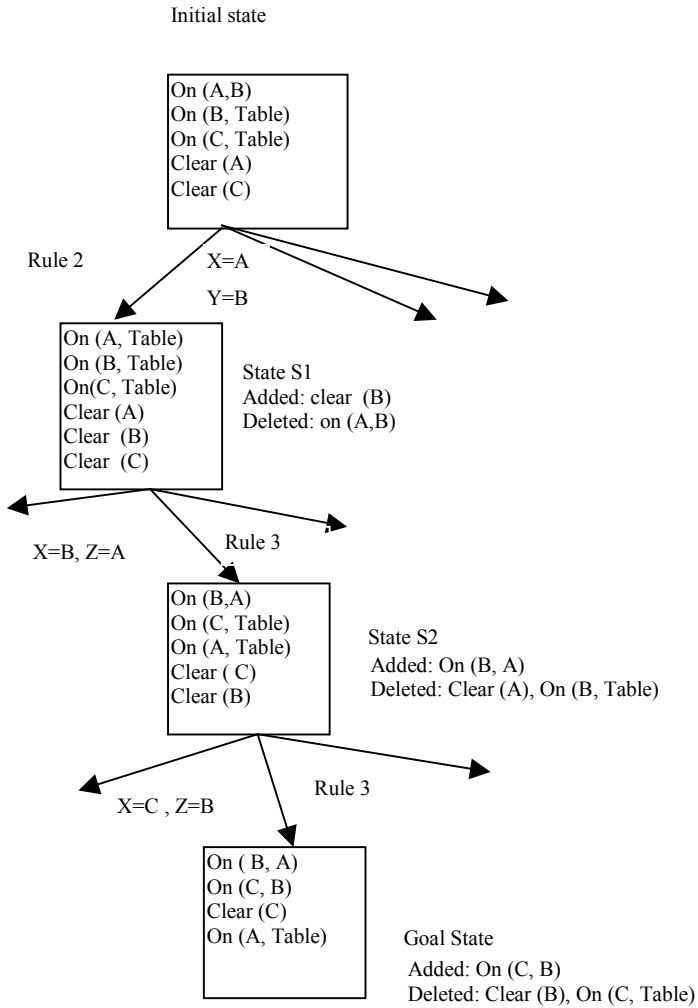 Initial state
On (A,B)
On (B, Table)
On (C, Table)
Clear (A)
Clear (C)
Rule 2
X=A
Y=B
On (A, Table)
On (B, Table)
On(C, Table)
Clear (A)
Clear (B)
Clear (C)
State S1
Added: clear (B)
Deleted: on (A,B)
X=B, Z=A
Rule 3
On (B,A)
On (C, Table)
On (A, Table)
Clear ( C)
Clear (B)
State S2
Added: On (B, A)
Deleted: Clear (A), On (B, Table)
X=C , Z=B
Rule 3
On ( B, A)
On (C, B)
Clear (C)
On (A, Table)
Goal State
Added: On (C, B)
Deleted: Clear (B), On (C, Table)